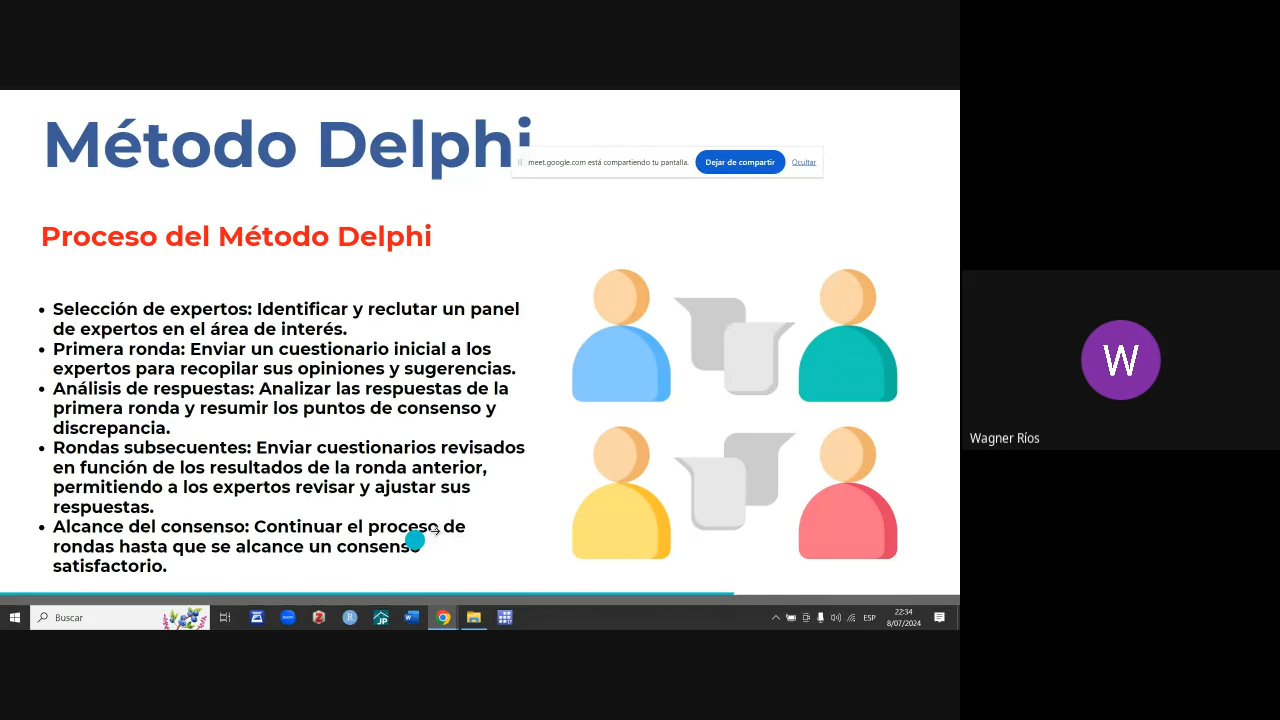 Método Delphi
meet.google.com está compartiendo tu pantalla.
Dejar de compartir
Ocultar
Proceso del Método Delphi
• Selección de expertos: Identificar y reclutar un panel
de expertos en el área de interés.
• Primera ronda: Enviar un cuestionario inicial a los
expertos para recopilar sus opiniones y sugerencias.
• Análisis de respuestas: Analizar las respuestas de la
primera ronda y resumir los puntos de consenso y
discrepancia.
• Rondas subsecuentes: Enviar cuestionarios revisados
en función de los resultados de la ronda anterior,
permitiendo a los expertos revisar y ajustar sus
respuestas.
• Alcance del consenso: Continuar el proceso de
rondas hasta que se alcance un consenso
satisfactorio.
W
Wagner Ríos
Buscar
zoom
Z
R
JP
W
ESP
22:34
8/07/2024